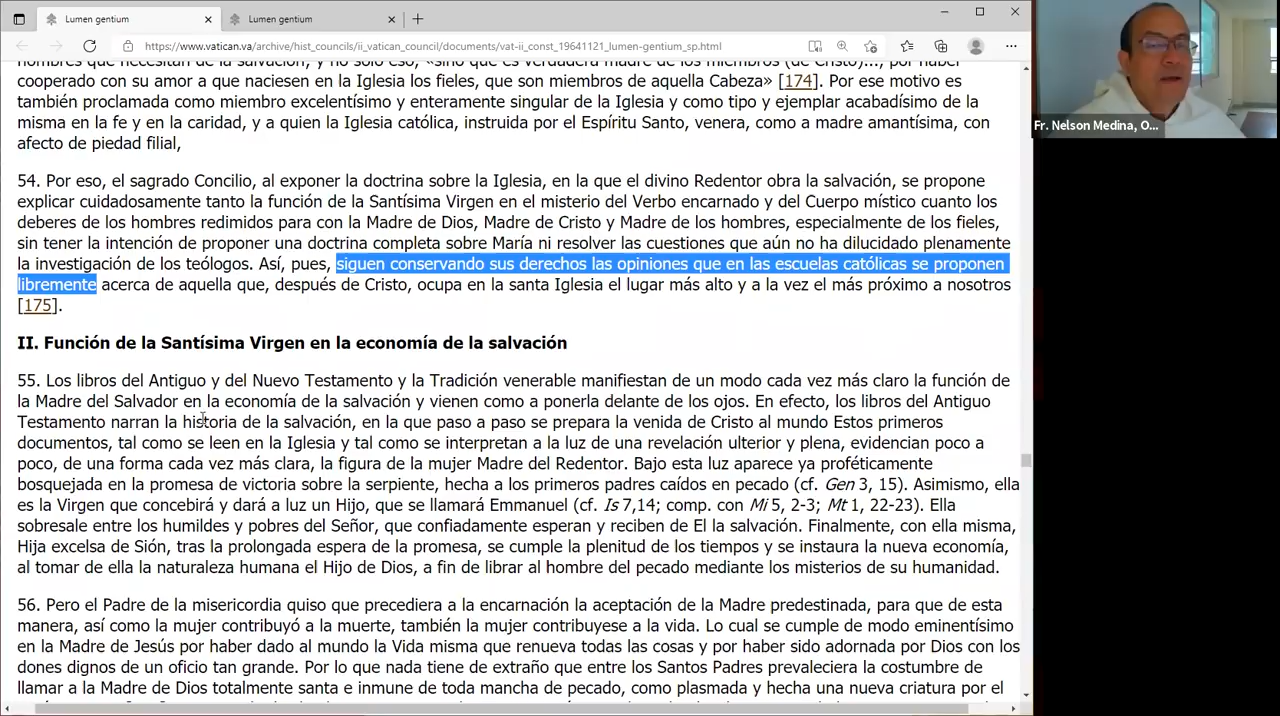 Lumen gentium
Lumen gentium
https://www.vatican.va/archive/hist_councils/ii_vatican_council/documents/vat-ii_const_19641121_lumen-gentium_sp.html
hombres que necesitan de la salvación; y no sólo eso, «sino que es verdadera madre de los miembros (de Cristo)..., por haber
cooperado con su amor a que naciesen en la Iglesia los fieles, que son miembros de aquella Cabeza» [174]. Por ese motivo es
también proclamada como miembro excelentísimo y enteramente singular de la Iglesia y como tipo y ejemplar acabadísimo de la
misma en la fe y en la caridad, y a quien la Iglesia católica, instruida por el Espíritu Santo, venera, como a madre amantísima, con
afecto de piedad filial,
54. Por eso, el sagrado Concilio, al exponer la doctrina sobre la Iglesia, en la que el divino Redentor obra la salvación, se propone
explicar cuidadosamente tanto la función de la Santísima Virgen en el misterio del Verbo encarnado y del Cuerpo místico cuanto los
deberes de los hombres redimidos para con la Madre de Dios, Madre de Cristo y Madre de los hombres, especialmente de los fieles,
sin tener la intención de proponer una doctrina completa sobre María ni resolver las cuestiones que aún no ha dilucidado plenamente
la investigación de los teólogos. Así, pues, siguen conservando sus derechos las opiniones que en las escuelas católicas se proponen
libremente acerca de aquella que, después de Cristo, ocupa en la santa Iglesia el lugar más alto y a la vez el más próximo a nosotros
[175].
II. Función de la Santísima Virgen en la economía de la salvación
55. Los libros del Antiguo y del Nuevo Testamento y la Tradición venerable manifiestan de un modo cada vez más claro la función de
la Madre del Salvador en la economía de la salvación y vienen como a ponerla delante de los ojos. En efecto, los libros del Antiguo
Testamento narran la historia de la salvación, en la que paso a paso se prepara la venida de Cristo al mundo Estos primeros
documentos, tal como se leen en la Iglesia y tal como se interpretan a la luz de una revelación ulterior y plena, evidencian poco a
poco, de una forma cada vez más clara, la figura de la mujer Madre del Redentor. Bajo esta luz aparece ya proféticamente
bosquejada en la promesa de victoria sobre la serpiente, hecha a los primeros padres caídos en pecado (cf. Gen 3, 15). Asimismo, ella
es la Virgen que concebirá y dará a luz un Hijo, que se llamará Emmanuel (cf. Is 7,14; comp. con Mi 5, 2-3; Mt 1, 22-23). Ella
sobresale entre los humildes y pobres del Señor, que confiadamente esperan y reciben de El la salvación. Finalmente, con ella misma,
Hija excelsa de Sión, tras la prolongada espera de la promesa, se cumple la plenitud de los tiempos y se instaura la nueva economía,
al tomar de ella la naturaleza humana el Hijo de Dios, a fin de librar al hombre del pecado mediante los misterios de su humanidad.
56. Pero el Padre de la misericordia quiso que precediera a la encarnación la aceptación de la Madre predestinada, para que de esta
manera, así como la mujer contribuyó a la muerte, también la mujer contribuyese a la vida. Lo cual se cumple de modo eminentísimo
en la Madre de Jesús por haber dado al mundo la Vida misma que renueva todas las cosas y por haber sido adornada por Dios con los
dones dignos de un oficio tan grande. Por lo que nada tiene de extraño que entre los Santos Padres prevaleciera la costumbre de
llamar a la Madre de Dios totalmente santa e inmune de toda mancha de pecado, como plasmada y hecha una nueva criatura por el
Fr. Nelson Medina, O...